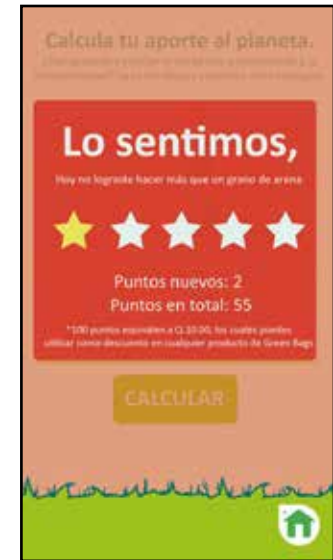 Calcula tu aporte al planeta.
Lo sentimos,
Hoy no lograste hacer más que un grano de arena
Puntos nuevos: 2
Puntos en total: 55
*100 puntos equivalen a Q.10.00, los cuales puedes
utilizar como descuento en cualquier producto de Green Bags
CALCULAR